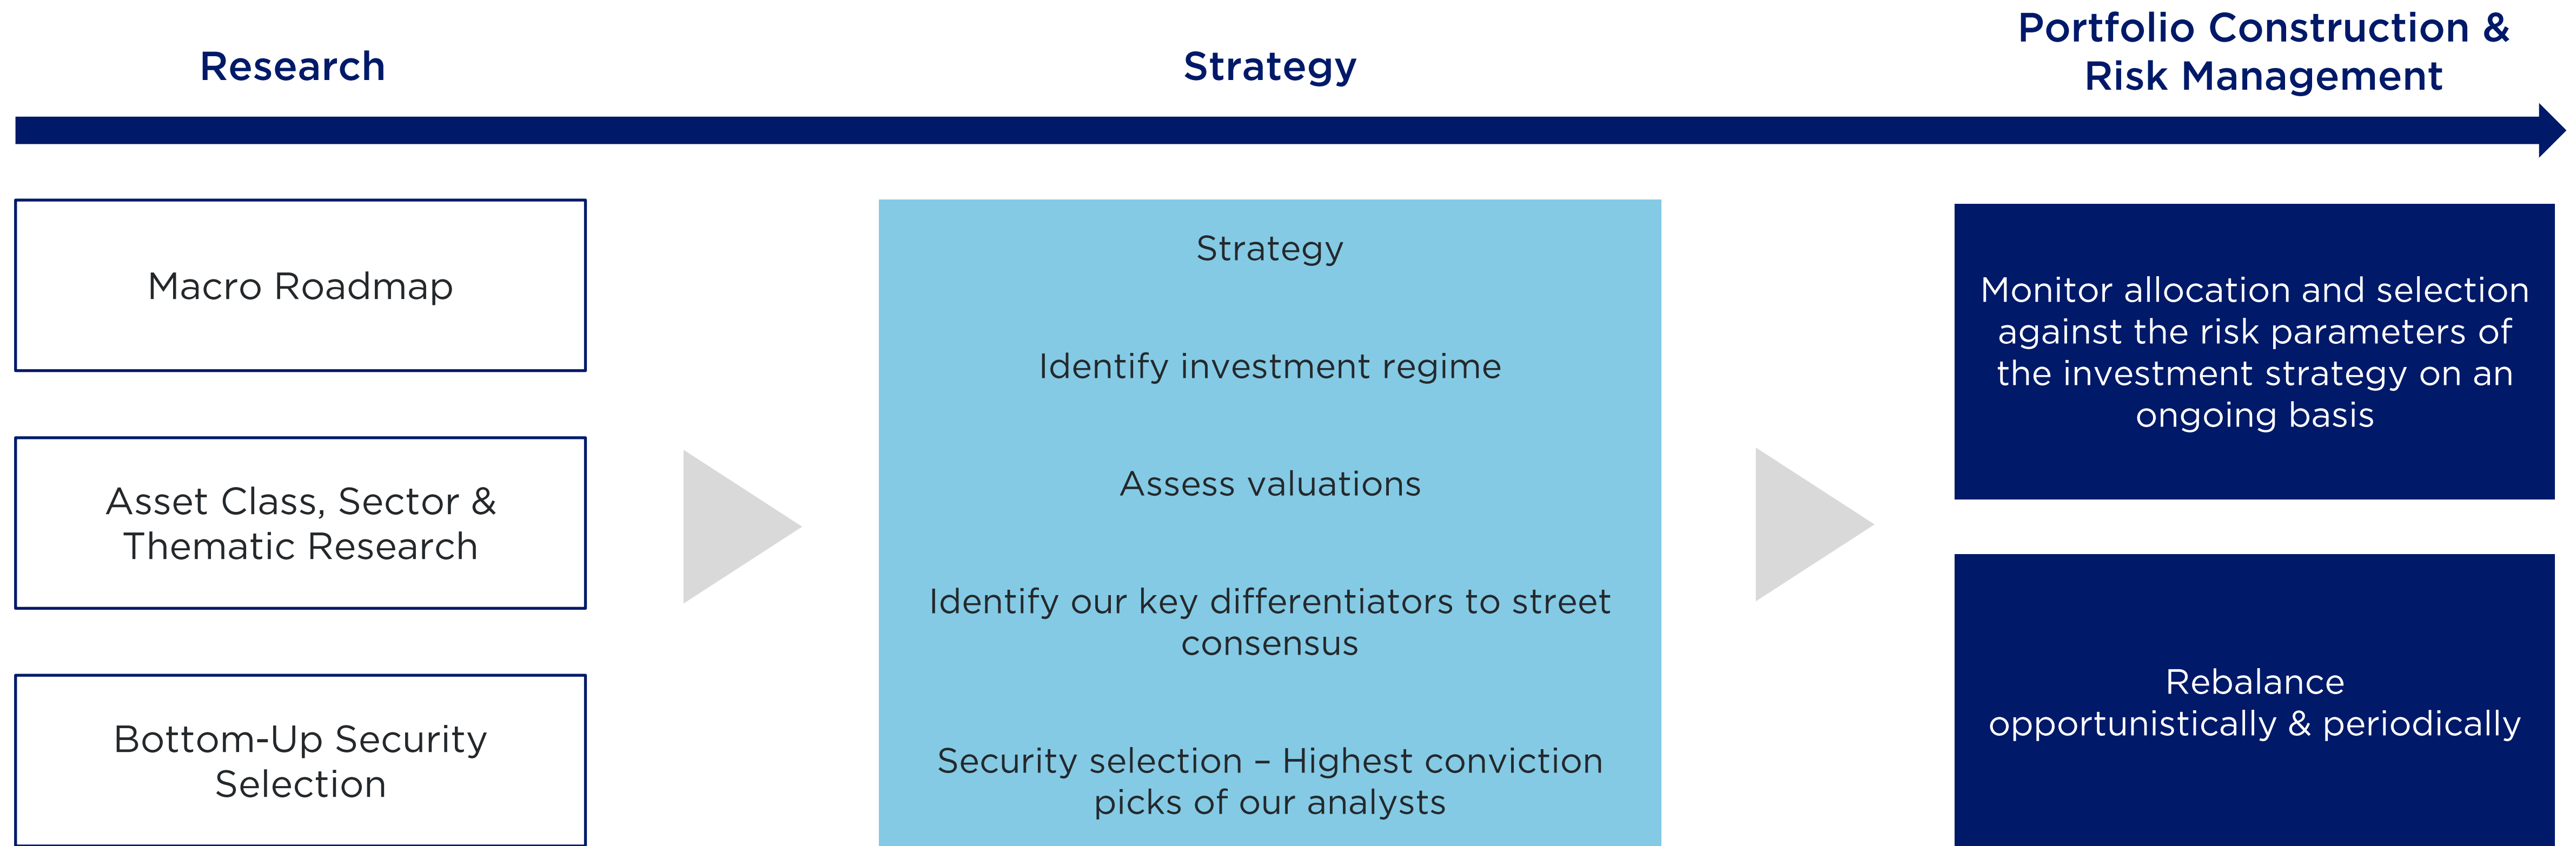 Research
Strategy
Portfolio Construction &
Risk Management
Macro Roadmap
Asset Class, Sector &
Thematic Research
Bottom-Up Security
Selection
Strategy
Identify investment regime
Assess valuations
Identify our key differentiators to street
consensus
Security selection – Highest conviction
picks of our analysts
Monitor allocation and selection
against the risk parameters of
the investment strategy on an
ongoing basis
Rebalance
opportunistically & periodically